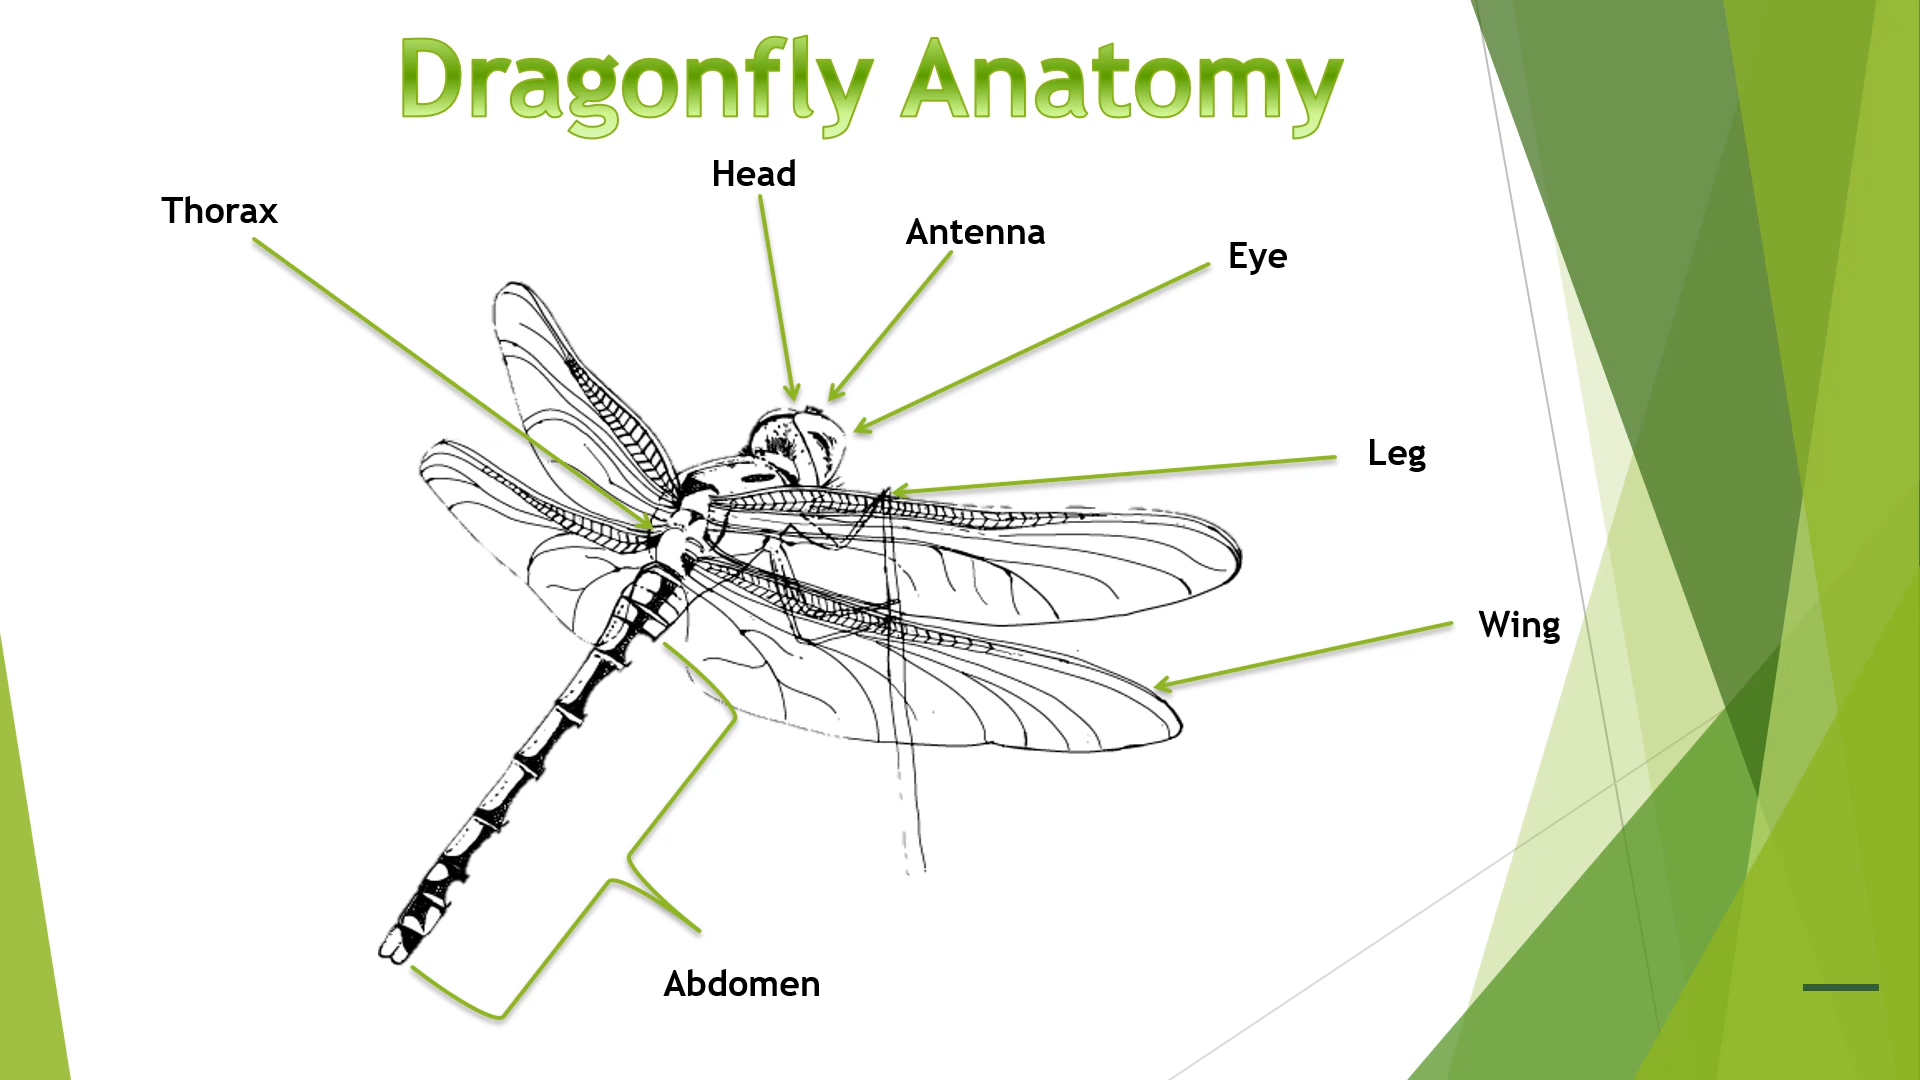 Dragonfly Anatomy
Head
Thorax
Antenna
Eye
Leg
Wing
Abdomen